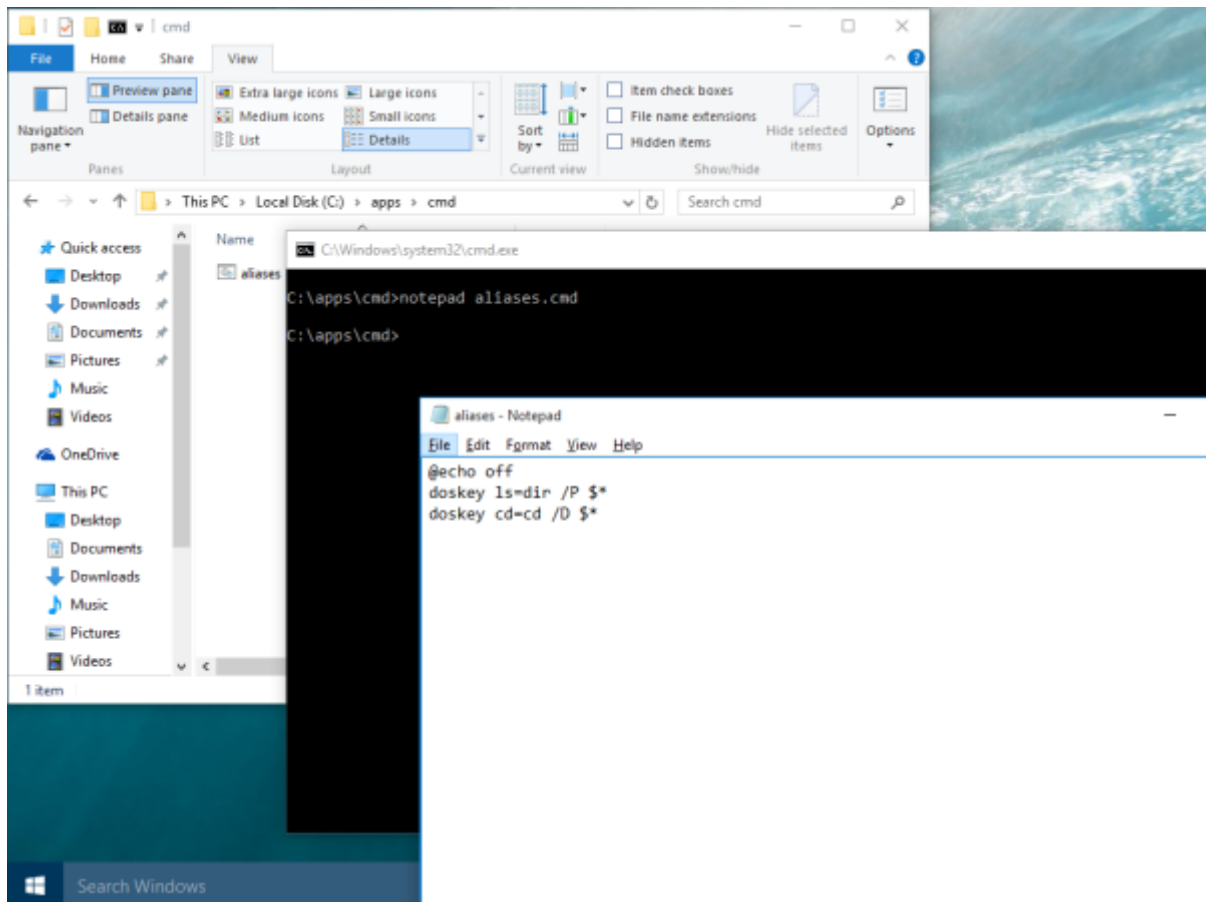 cmd
File Home Share View
Preview pane
Details pane
Navigation pane
Extra large icons Large icons
Medium icons Small icons
List Details
Sort by
Item check boxes
File name extensions
Hidden items
Hide selected items
Options
Panes Layout Current view Show/hide
This PC > Local Disk (C:) > apps > cmd
Search cmd
Quick access
Desktop
Downloads
Documents
Pictures
Music
Videos
OneDrive
This PC
Desktop
Documents
Downloads
Music
Pictures
Videos
1 item
Name
aliases
C:\Windows\system32\cmd.exe
C:\apps\cmd>notepad aliases.cmd
C:\apps\cmd>
aliases - Notepad
File Edit Format View Help
@echo off
doskey ls=dir /P $*
doskey cd=cd /D $*
Search Windows